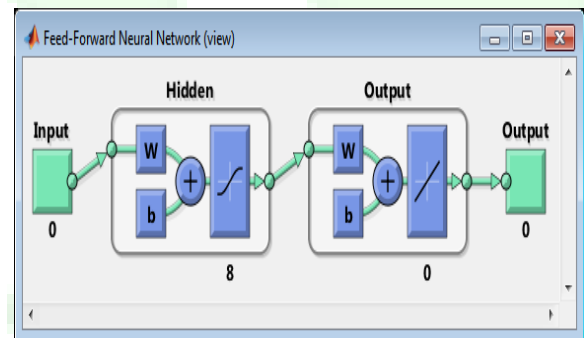 Feed-Forward Neural Network (view)
Hidden Output
Input Output
W W
+ +
b b
0 0
8 0